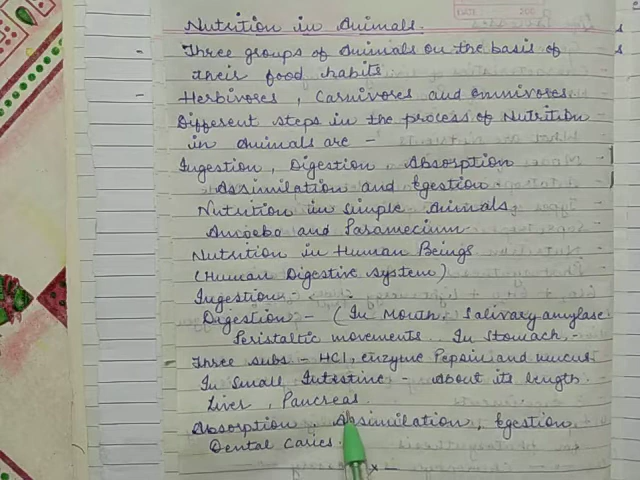 Nutrition in Animals.
- Three groups of Animals on the basis of
their food habits.
- Herbivores, Carnivores and omnivores.
Different steps in the process of Nutrition
in Animals are -
Ingestion, Digestion, Absorption
Assimilation and Egestion.
Nutrition in simple Animals,
Amoeba and Paramecium
Nutrition in Human Beings
(Human Digestive System)
Ingestion -
Digestion - (In Mouth, Salivary amylase.
Peristaltic movements. In Stomach, -
Three subs - HCl, enzyme Pepsin and mucus.
In Small Intestine - About its length.
Liver, Pancreas.
Absorption, Assimilation, Egestion
Dental Caries.
x —